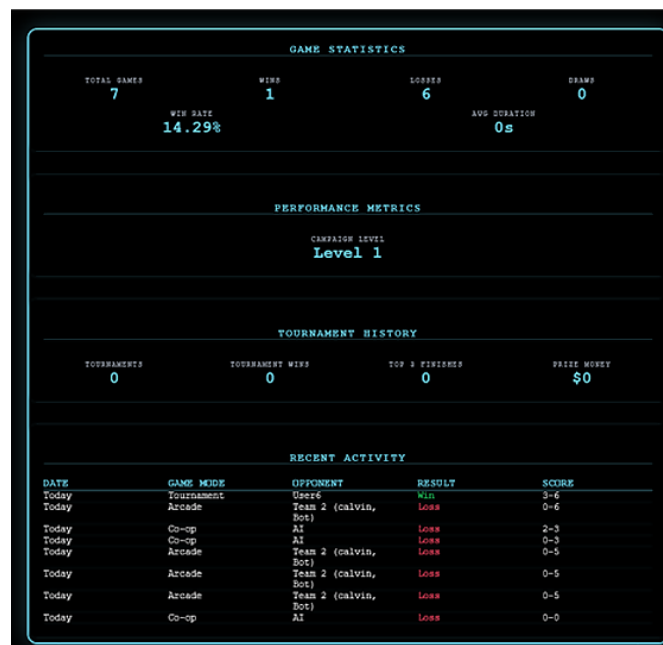 GAME STATISTICS
TOTAL GAMES WINS LOSSES DRAWS
7 1 6 0
WIN RATE AVG DURATION
14.29% 0s
PERFORMANCE METRICS
CAMPAIGN LEVEL
Level 1
TOURNAMENT HISTORY
TOURNAMENTS TOURNAMENT WINS TOP 3 FINISHES PRIZE MONEY
0 0 0 $0
RECENT ACTIVITY
DATE GAME MODE OPPONENT RESULT SCORE
Today Tournament User6 Win 3-6
Today Arcade Team 2 (calvin, Loss 0-6
Bot)
Today Co-op AI Loss 2-3
Today Co-op AI Loss 0-3
Today Arcade Team 2 (calvin, Loss 0-5
Bot)
Today Arcade Team 2 (calvin, Loss 0-5
Bot)
Today Arcade Team 2 (calvin, Loss 0-5
Bot)
Today Co-op AI Loss 0-0